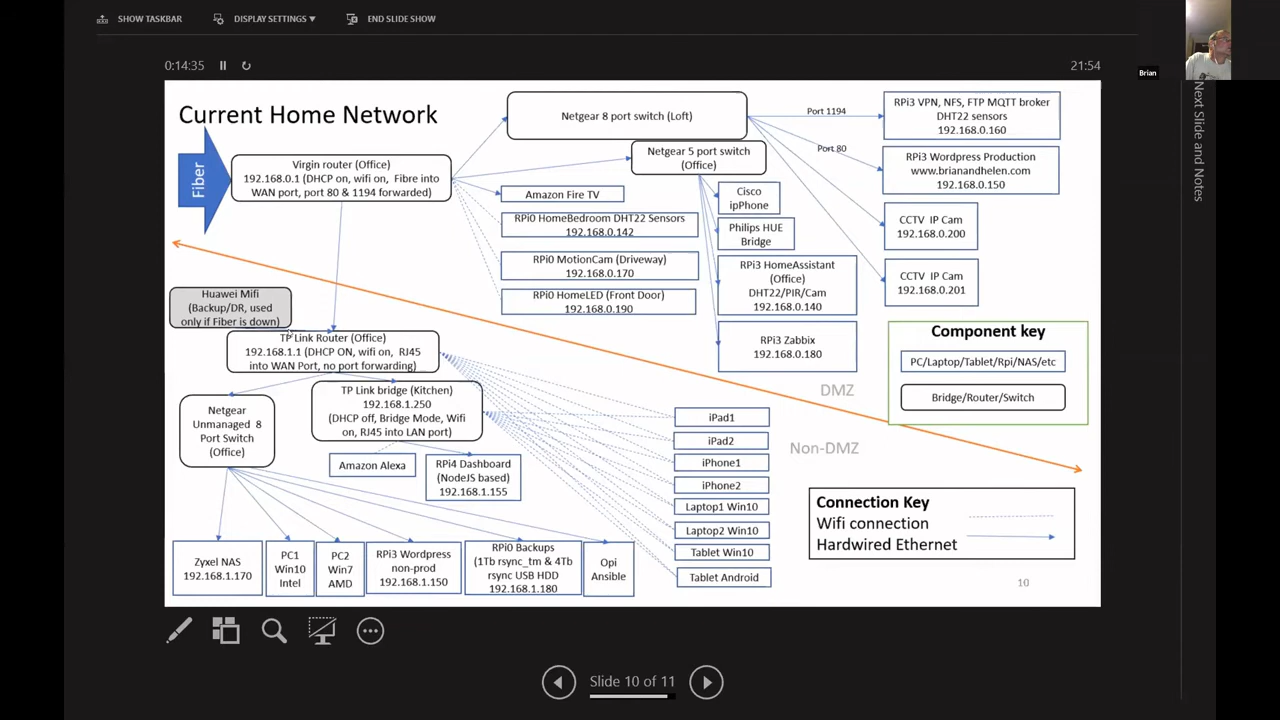 SHOW TASKBAR
DISPLAY SETTINGS ▼
END SLIDE SHOW
0:14:35
21:54
Brian
Next Slide and Notes
Current Home Network
Fiber
Virgin router (Office)
192.168.0.1 (DHCP on, wifi on, Fibre into
WAN port, port 80 & 1194 forwarded)
Netgear 8 port switch (Loft)
Netgear 5 port switch
(Office)
Port 1194
Port 80
RPi3 VPN, NFS, FTP MQTT broker
DHT22 sensors
192.168.0.160
RPi3 Wordpress Production
www.brianandhelen.com
192.168.0.150
CCTV IP Cam
192.168.0.200
CCTV IP Cam
192.168.0.201
Amazon Fire TV
RPi0 HomeBedroom DHT22 Sensors
192.168.0.142
RPi0 MotionCam (Driveway)
192.168.0.170
RPi0 HomeLED (Front Door)
192.168.0.190
Cisco
ipPhone
Philips HUE
Bridge
RPi3 HomeAssistant
(Office)
DHT22/PIR/Cam
192.168.0.140
RPi3 Zabbix
192.168.0.180
Component key
PC/Laptop/Tablet/Rpi/NAS/etc
Bridge/Router/Switch
DMZ
Non-DMZ
Huawei Mifi
(Backup/DR, used
only if Fiber is down)
TP Link Router (Office)
192.168.1.1 (DHCP ON, wifi on, RJ45
into WAN Port, no port forwarding)
Netgear
Unmanaged 8
Port Switch
(Office)
TP Link bridge (Kitchen)
192.168.1.250
(DHCP off, Bridge Mode, Wifi
on, RJ45 into LAN port)
Amazon Alexa
RPi4 Dashboard
(NodeJS based)
192.168.1.155
iPad1
iPad2
iPhone1
iPhone2
Laptop1 Win10
Laptop2 Win10
Tablet Win10
Tablet Android
Connection Key
Wifi connection
Hardwired Ethernet
Zyxel NAS
192.168.1.170
PC1
Win10
Intel
PC2
Win7
AMD
RPi3 Wordpress
non-prod
192.168.1.150
RPi0 Backups
(1Tb rsync_tm & 4Tb
rsync USB HDD
192.168.1.180
Opi
Ansible
10
Slide 10 of 11